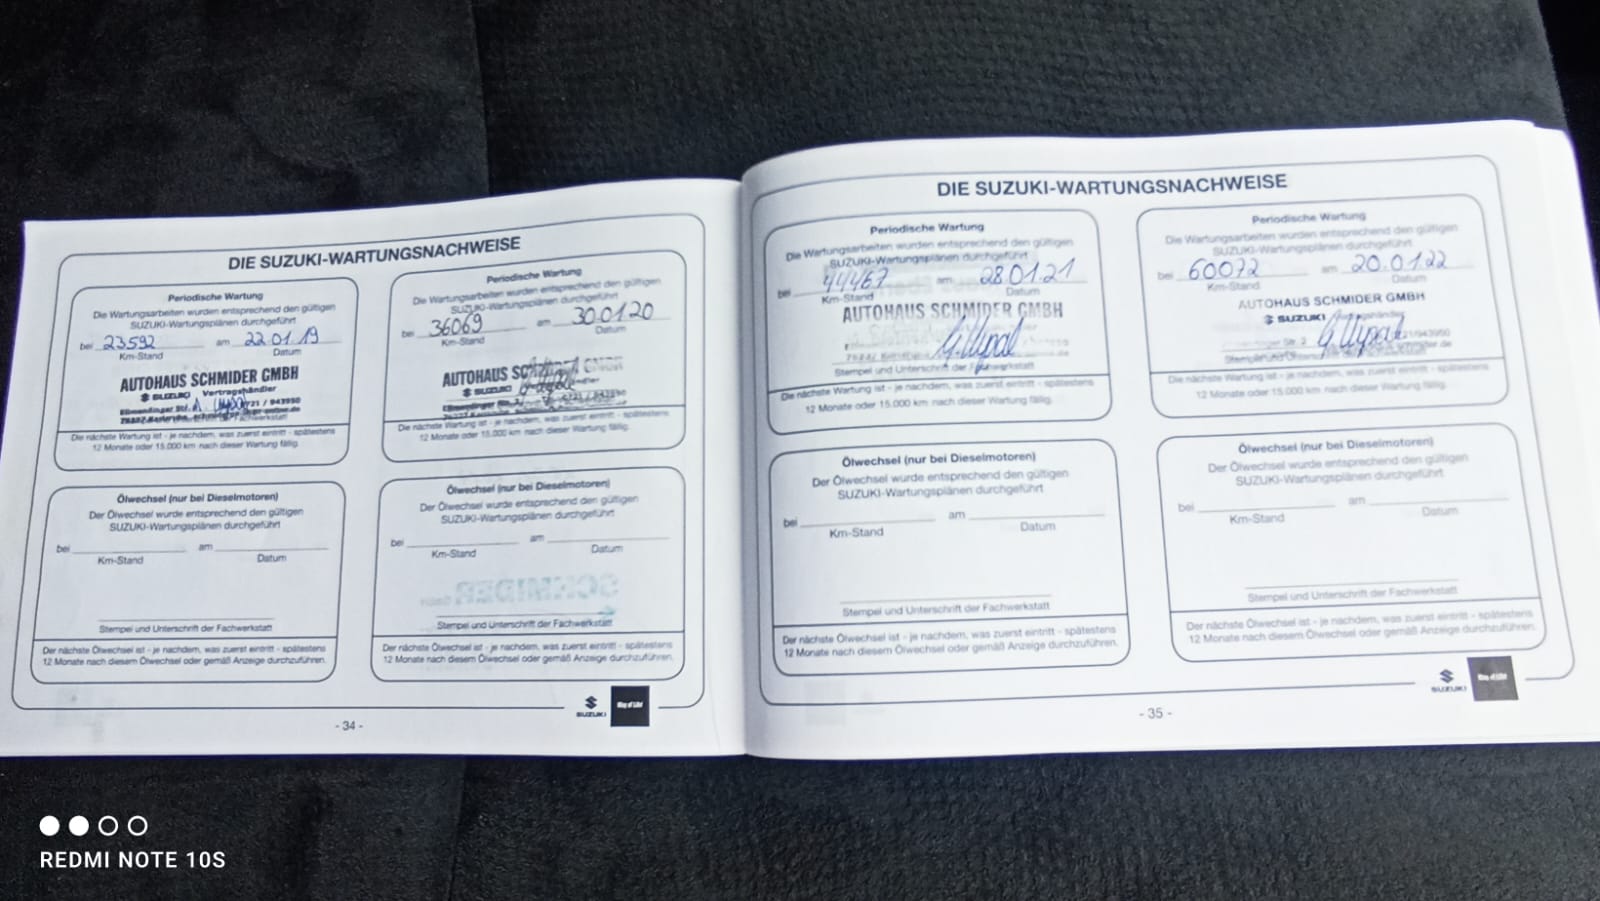 DIE SUZUKI-WARTUNGSNACHWEISE
Periodische Wartung
Die Wartungsarbeiten wurden entsprechend den gültigen
SUZUKI-Wartungsplänen durchgeführt
bei 23592 am 22.01.19
Km-Stand Datum
AUTOHAUS SCHMIDER GMBH
SUZUKI Vertragshändler
Die nächste Wartung ist - je nachdem, was zuerst eintritt - spätestens
12 Monate oder 15.000 km nach dieser Wartung fällig.
Periodische Wartung
Die Wartungsarbeiten wurden entsprechend den gültigen
SUZUKI-Wartungsplänen durchgeführt
bei 36069 am 30.01.20
Km-Stand Datum
AUTOHAUS
SUZUKI
Die nächste Wartung ist - je nachdem, was zuerst eintritt - spätestens
12 Monate oder 15.000 km nach dieser Wartung fällig.
Ölwechsel (nur bei Dieselmotoren)
Der Ölwechsel wurde entsprechend den gültigen
SUZUKI-Wartungsplänen durchgeführt
bei am
Km-Stand Datum
Stempel und Unterschrift der Fachwerkstatt
Der nächste Ölwechsel ist - je nachdem, was zuerst eintritt - spätestens
12 Monate nach diesem Ölwechsel oder gemäß Anzeige durchzuführen.
Ölwechsel (nur bei Dieselmotoren)
Der Ölwechsel wurde entsprechend den gültigen
SUZUKI-Wartungsplänen durchgeführt
bei am
Km-Stand Datum
Stempel und Unterschrift der Fachwerkstatt
Der nächste Ölwechsel ist - je nachdem, was zuerst eintritt - spätestens
12 Monate nach diesem Ölwechsel oder gemäß Anzeige durchzuführen.
SUZUKI
Way of Life!
- 34 -
DIE SUZUKI-WARTUNGSNACHWEISE
Periodische Wartung
Die Wartungsarbeiten wurden entsprechend den gültigen
SUZUKI-Wartungsplänen durchgeführt
bei 44467 am 28.01.21
Km-Stand Datum
AUTOHAUS SCHMIDER GMBH
Stempel und Unterschrift der Fachwerkstatt
Die nächste Wartung ist - je nachdem, was zuerst eintritt - spätestens
12 Monate oder 15.000 km nach dieser Wartung fällig.
Periodische Wartung
Die Wartungsarbeiten wurden entsprechend den gültigen
SUZUKI-Wartungsplänen durchgeführt
bei 60072 am 20.01.22
Km-Stand Datum
AUTOHAUS SCHMIDER GMBH
SUZUKI
Die nächste Wartung ist - je nachdem, was zuerst eintritt - spätestens
12 Monate oder 15.000 km nach dieser Wartung fällig.
Ölwechsel (nur bei Dieselmotoren)
Der Ölwechsel wurde entsprechend den gültigen
SUZUKI-Wartungsplänen durchgeführt
bei am
Km-Stand Datum
Stempel und Unterschrift der Fachwerkstatt
Der nächste Ölwechsel ist - je nachdem, was zuerst eintritt - spätestens
12 Monate nach diesem Ölwechsel oder gemäß Anzeige durchzuführen.
Ölwechsel (nur bei Dieselmotoren)
Der Ölwechsel wurde entsprechend den gültigen
SUZUKI-Wartungsplänen durchgeführt
bei am
Km-Stand Datum
Stempel und Unterschrift der Fachwerkstatt
Der nächste Ölwechsel ist - je nachdem, was zuerst eintritt - spätestens
12 Monate nach diesem Ölwechsel oder gemäß Anzeige durchzuführen.
SUZUKI
Way of Life!
- 35 -
REDMI NOTE 10S